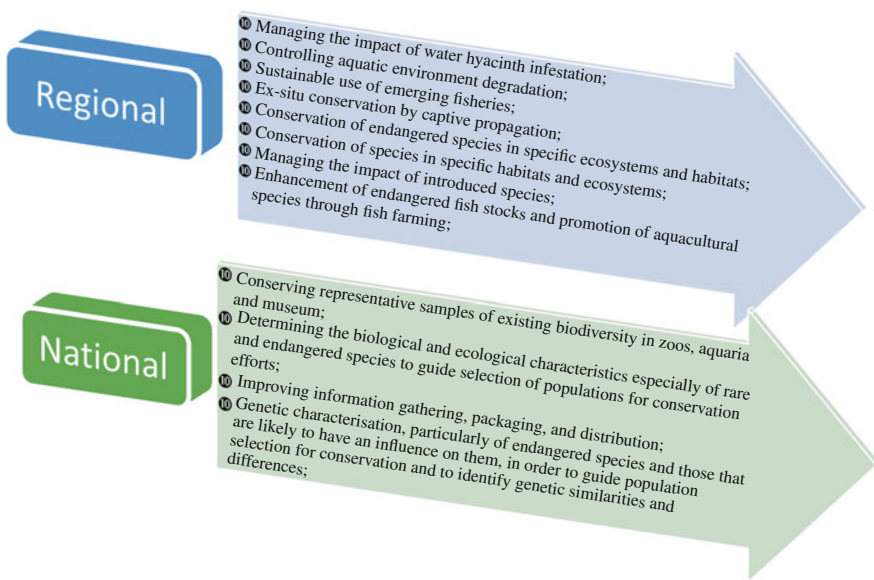 Regional
❿ Managing the impact of water hyacinth infestation;
❿ Controlling aquatic environment degradation;
❿ Sustainable use of emerging fisheries;
❿ Ex-situ conservation by captive propagation;
❿ Conservation of endangered species in specific ecosystems and habitats;
❿ Conservation of species in specific habitats and ecosystems;
❿ Managing the impact of introduced species;
❿ Enhancement of endangered fish stocks and promotion of aquacultural
species through fish farming;
National
❿ Conserving representative samples of existing biodiversity in zoos, aquaria
and museum;
❿ Determining the biological and ecological characteristics especially of rare
and endangered species to guide selection of populations for conservation
efforts;
❿ Improving information gathering, packaging, and distribution;
❿ Genetic characterisation, particularly of endangered species and those that
are likely to have an influence on them, in order to guide population
selection for conservation and to identify genetic similarities and
differences;